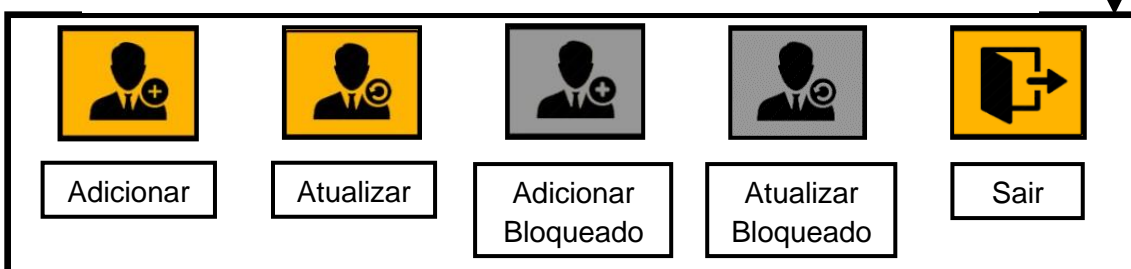 Adicionar
Atualizar
Adicionar
Bloqueado
Atualizar
Bloqueado
Sair